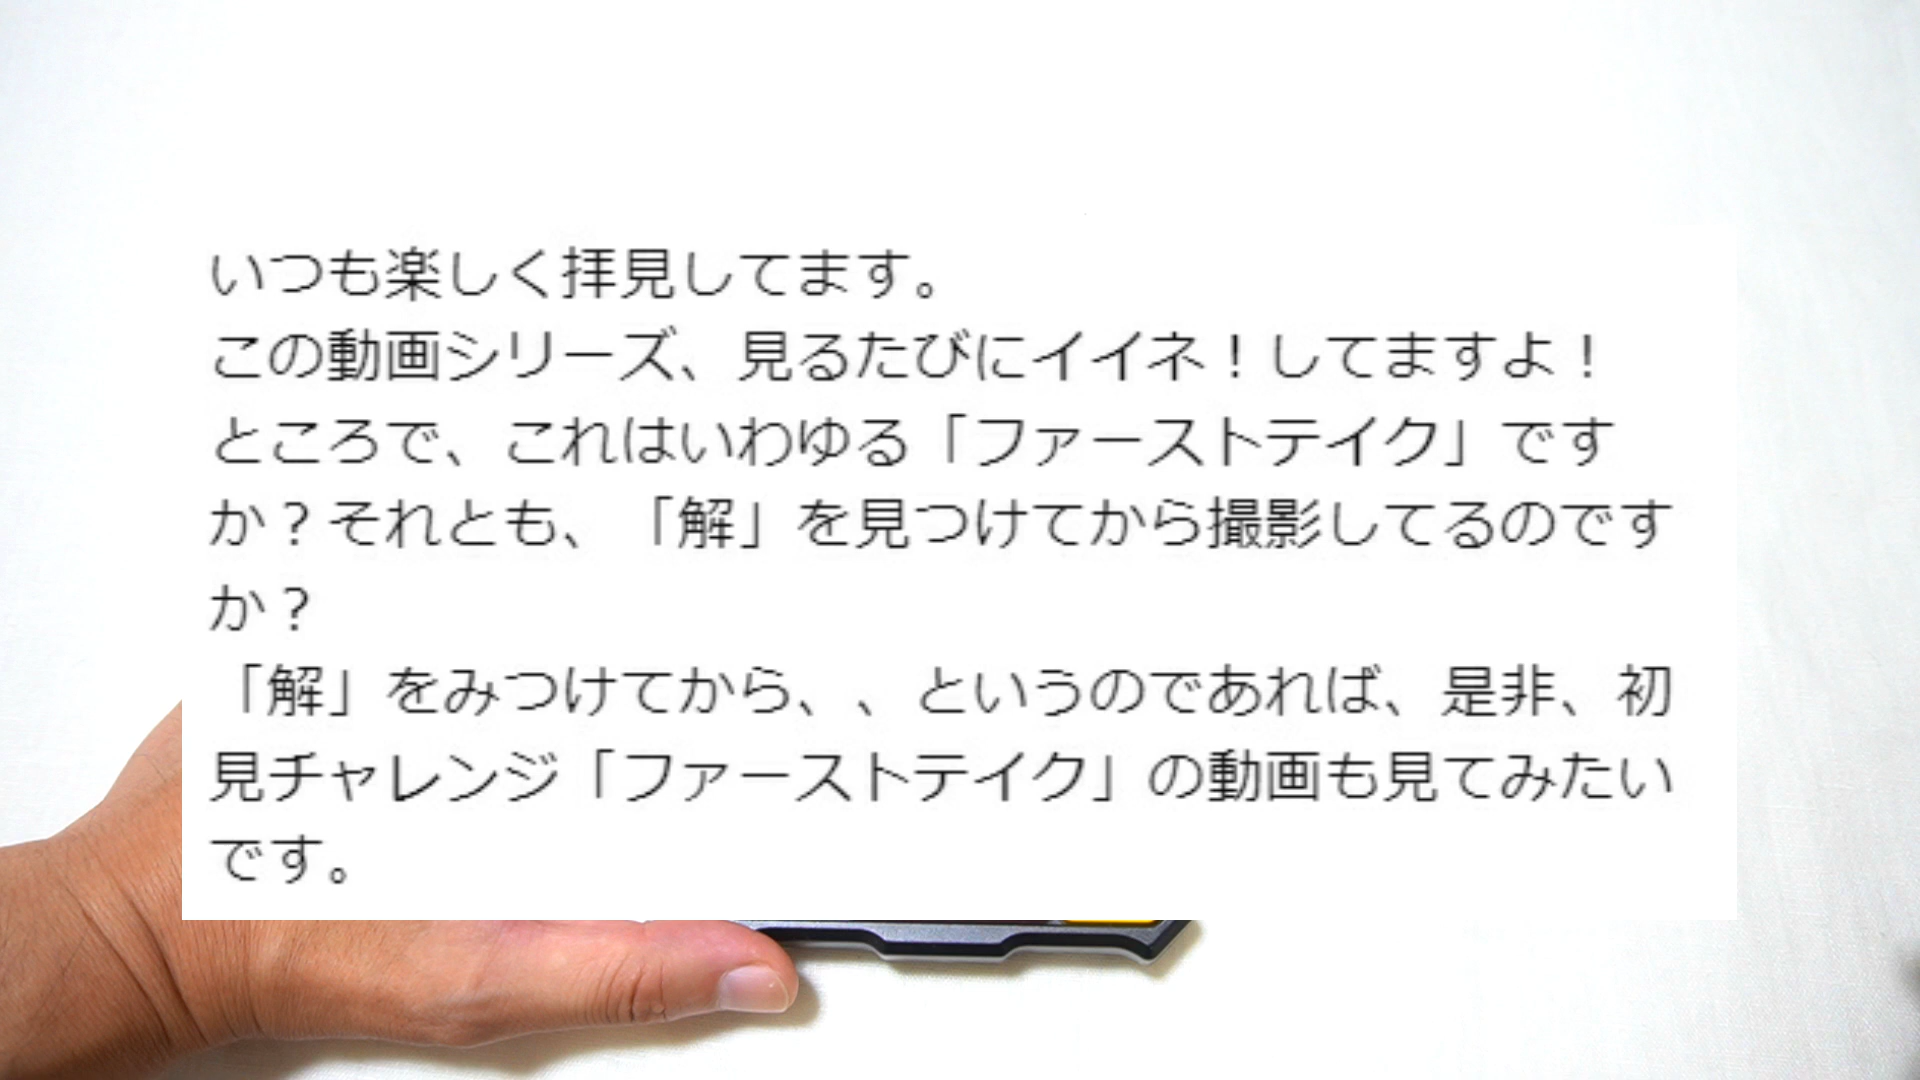 いつも楽しく拝見してます。
この動画シリーズ、見るたびにイイネ！してますよ！
ところで、これはいわゆる「ファーストテイク」です
か？それとも、「解」を見つけてから撮影してるのです
か？
「解」をみつけてから、、というのであれば、是非、初
見チャレンジ「ファーストテイク」の動画も見てみたい
です。